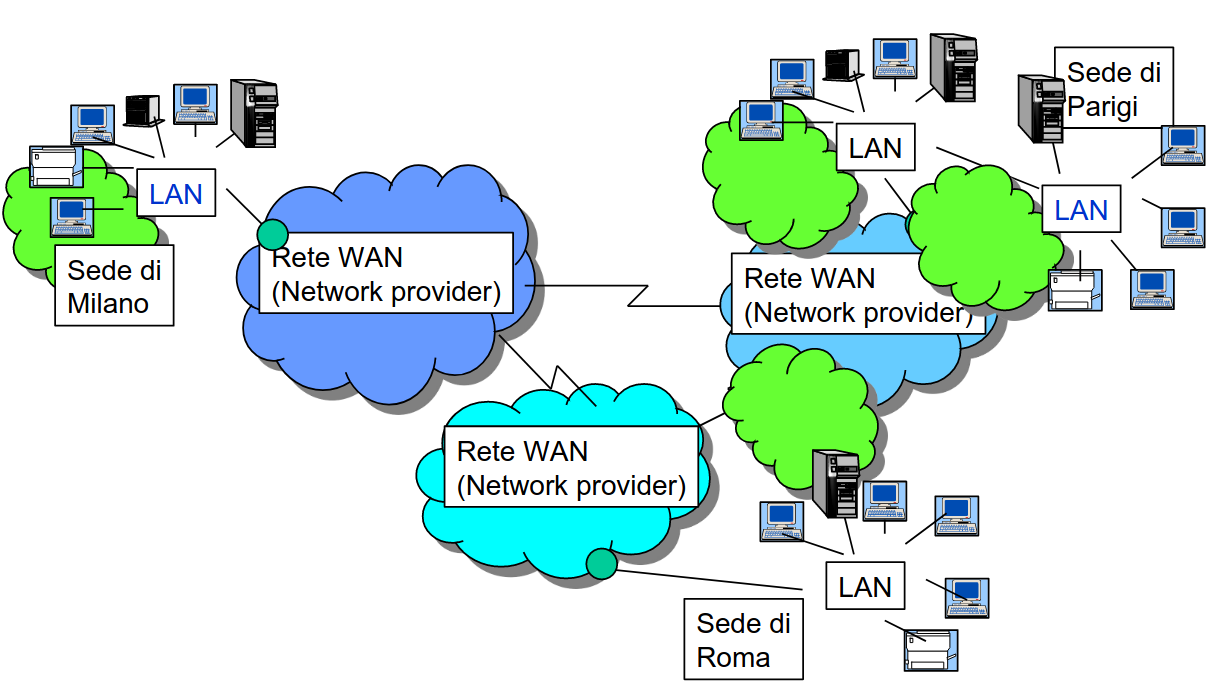 Sede di
Parigi
LAN
LAN
LAN
Sede di
Milano
Rete WAN
(Network provider)
Rete WAN
(Network provider)
Rete WAN
(Network provider)
LAN
Sede di
Roma